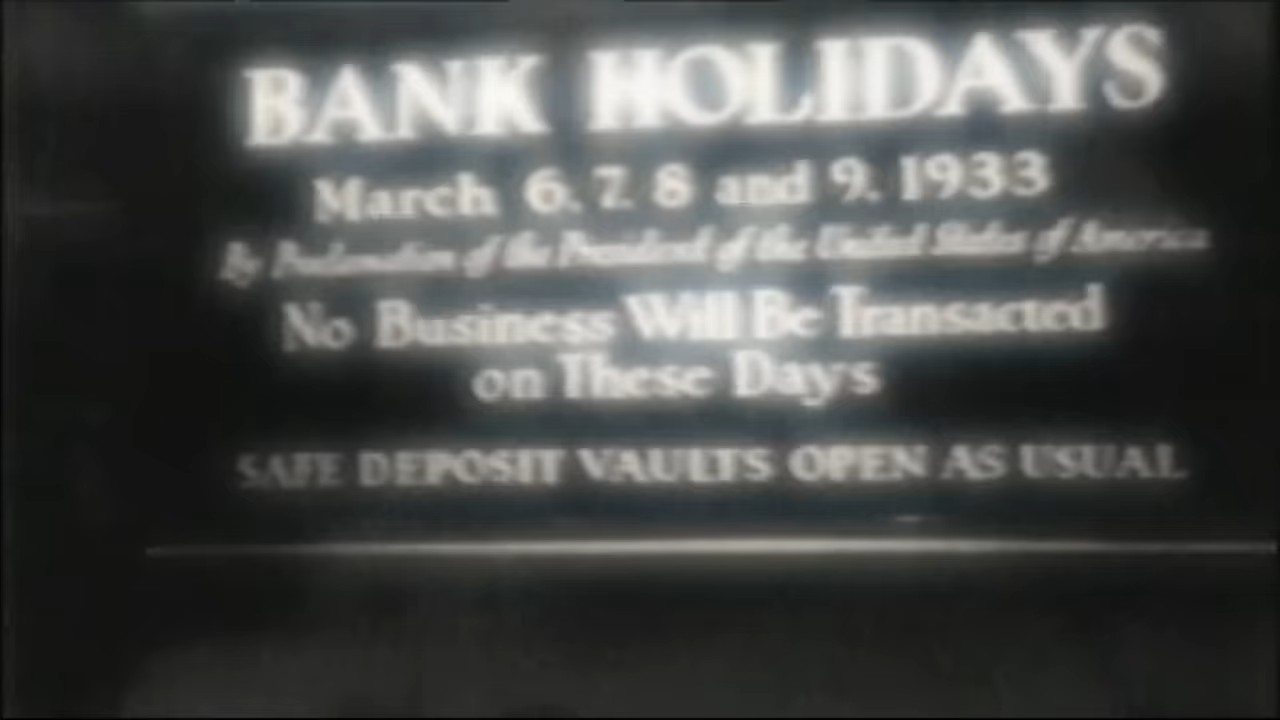 BANK HOLIDAYS
March 6, 7, 8 and 9, 1933
By Proclamation of the President of the United States of America
No Business Will Be Transacted
on These Days
SAFE DEPOSIT VAULTS OPEN AS USUAL